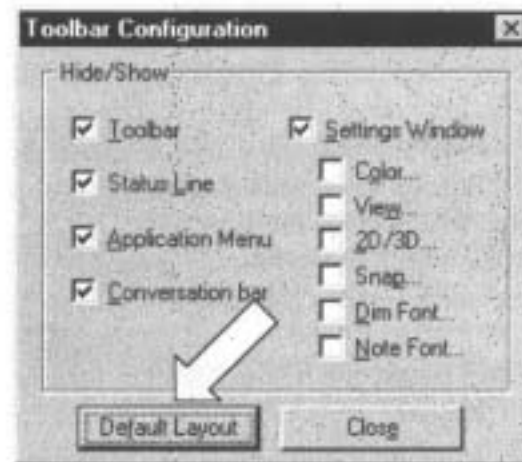 Toolbar Configuration
Hide/Show
Toolbar
Status Line
Application Menu
Conversation bar
Settings Window
Color...
View...
2D/3D...
Snap...
Dim Font...
Note Font...
Default Layout
Close